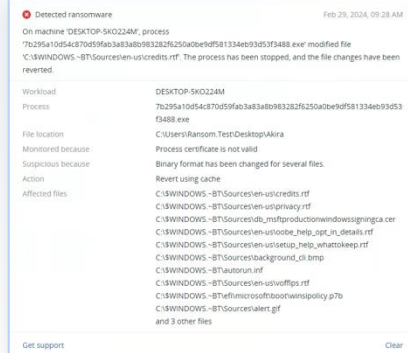 Detected ransomware
Feb 29, 2024, 09:28 AM
On machine 'DESKTOP-5KO224M', process
'7b295a10d54c870d59fab3a83a8b983282f6250a0be9df581334eb93d53f3488.exe' modified file
'C:\$WINDOWS.~BT\Sources\en-us\credits.rtf'. The process has been stopped, and the file changes have been
reverted.
Workload DESKTOP-5KO224M
Process 7b295a10d54c870d59fab3a83a8b983282f6250a0be9df581334eb93d53
f3488.exe
File location C:\Users\Ransom.Test\Desktop\Akira
Monitored because Process certificate is not valid
Suspicious because Binary format has been changed for several files.
Action Revert using cache
Affected files C:\$WINDOWS.~BT\Sources\en-us\credits.rtf
C:\$WINDOWS.~BT\Sources\en-us\privacy.rtf
C:\$WINDOWS.~BT\Sources\db_msftproductionwindowssigningca.cer
C:\$WINDOWS.~BT\Sources\en-us\oobe_help_opt_in_details.rtf
C:\$WINDOWS.~BT\Sources\en-us\setup_help_whattokeep.rtf
C:\$WINDOWS.~BT\Sources\background_cli.bmp
C:\$WINDOWS.~BT\autorun.inf
C:\$WINDOWS.~BT\Sources\en-us\vofflps.rtf
C:\$WINDOWS.~BT\efi\microsoft\boot\winsipolicy.p7b
C:\$WINDOWS.~BT\Sources\alert.gif
and 3 other files
Get support
Clear